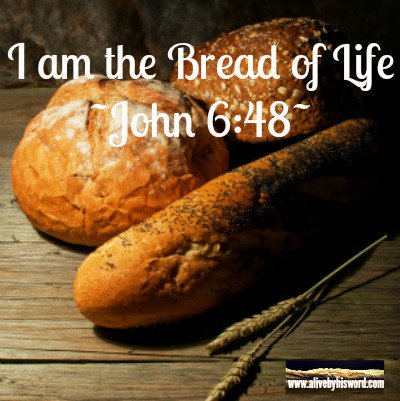 I am the Bread of Life
~John 6:48~
www.alivebyhisword.com